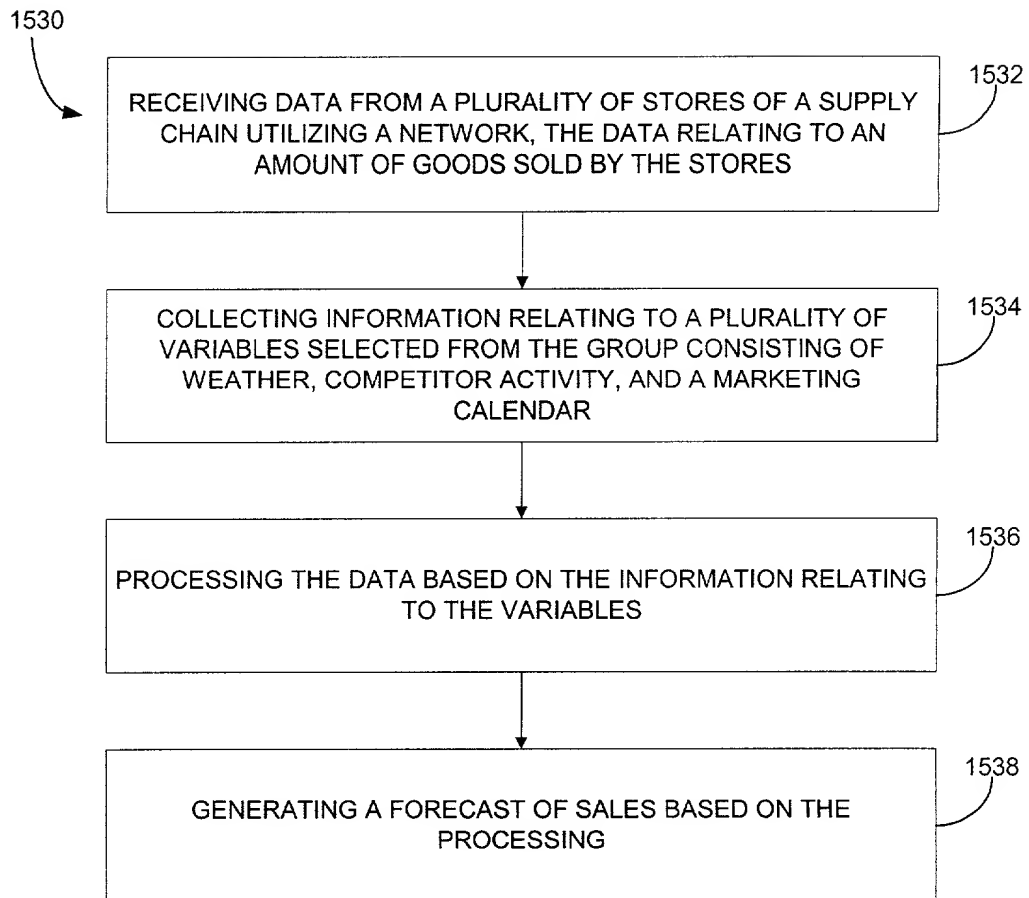 1530
1532
RECEIVING DATA FROM A PLURALITY OF STORES OF A SUPPLY
CHAIN UTILIZING A NETWORK, THE DATA RELATING TO AN
AMOUNT OF GOODS SOLD BY THE STORES
1534
COLLECTING INFORMATION RELATING TO A PLURALITY OF
VARIABLES SELECTED FROM THE GROUP CONSISTING OF
WEATHER, COMPETITOR ACTIVITY, AND A MARKETING
CALENDAR
1536
PROCESSING THE DATA BASED ON THE INFORMATION RELATING
TO THE VARIABLES
1538
GENERATING A FORECAST OF SALES BASED ON THE
PROCESSING